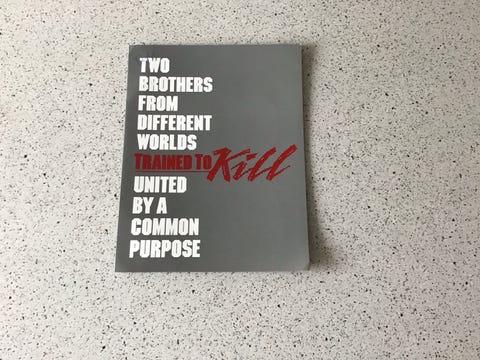 TWO
BROTHERS
FROM
DIFFERENT
WORLDS
TRAINED TO Kill
UNITED
BY A
COMMON
PURPOSE